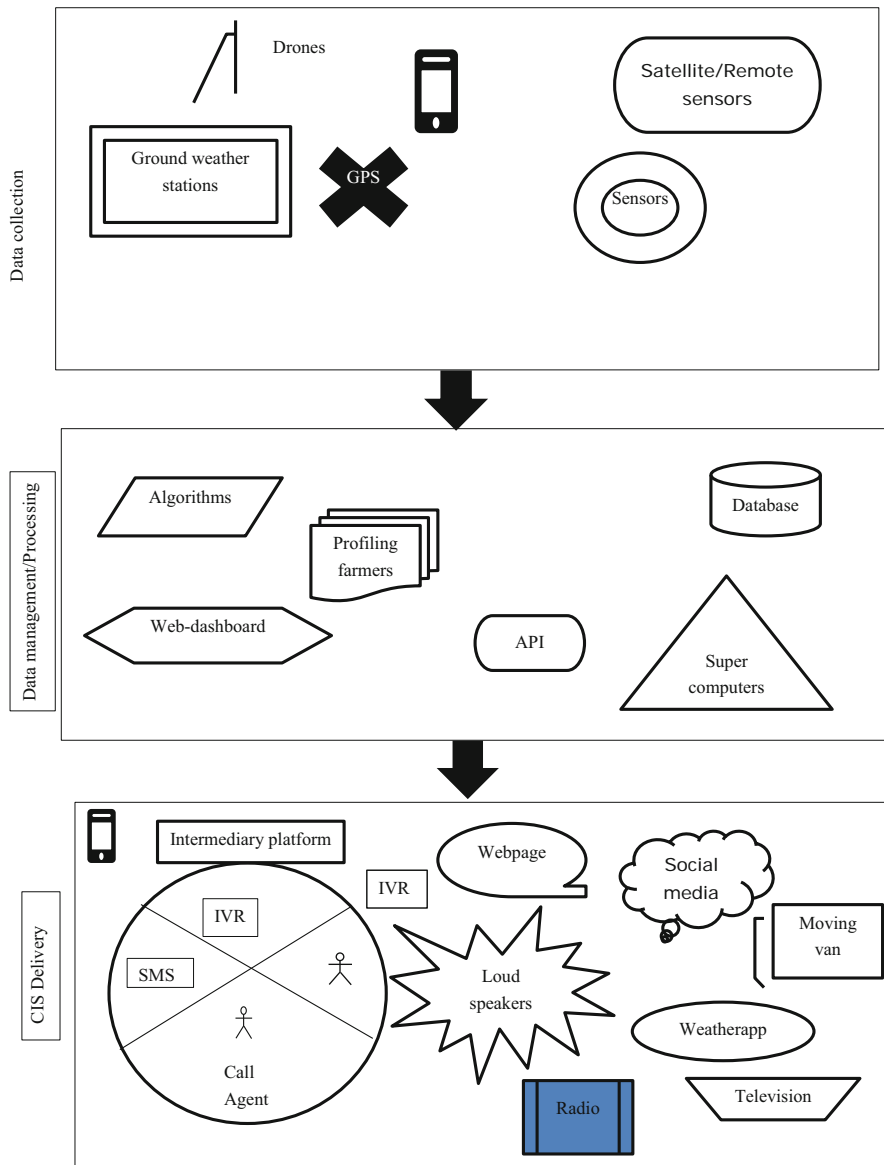 Data collection
Drones
Satellite/Remote
sensors
Ground weather
stations
GPS
Sensors
Data management/Processing
Algorithms
Profiling
farmers
Database
Web-dashboard
API
Super
computers
CIS Delivery
Intermediary platform
IVR
SMS
Call
Agent
IVR
Webpage
Social
media
Moving
van
Loud
speakers
Weatherapp
Radio
Television